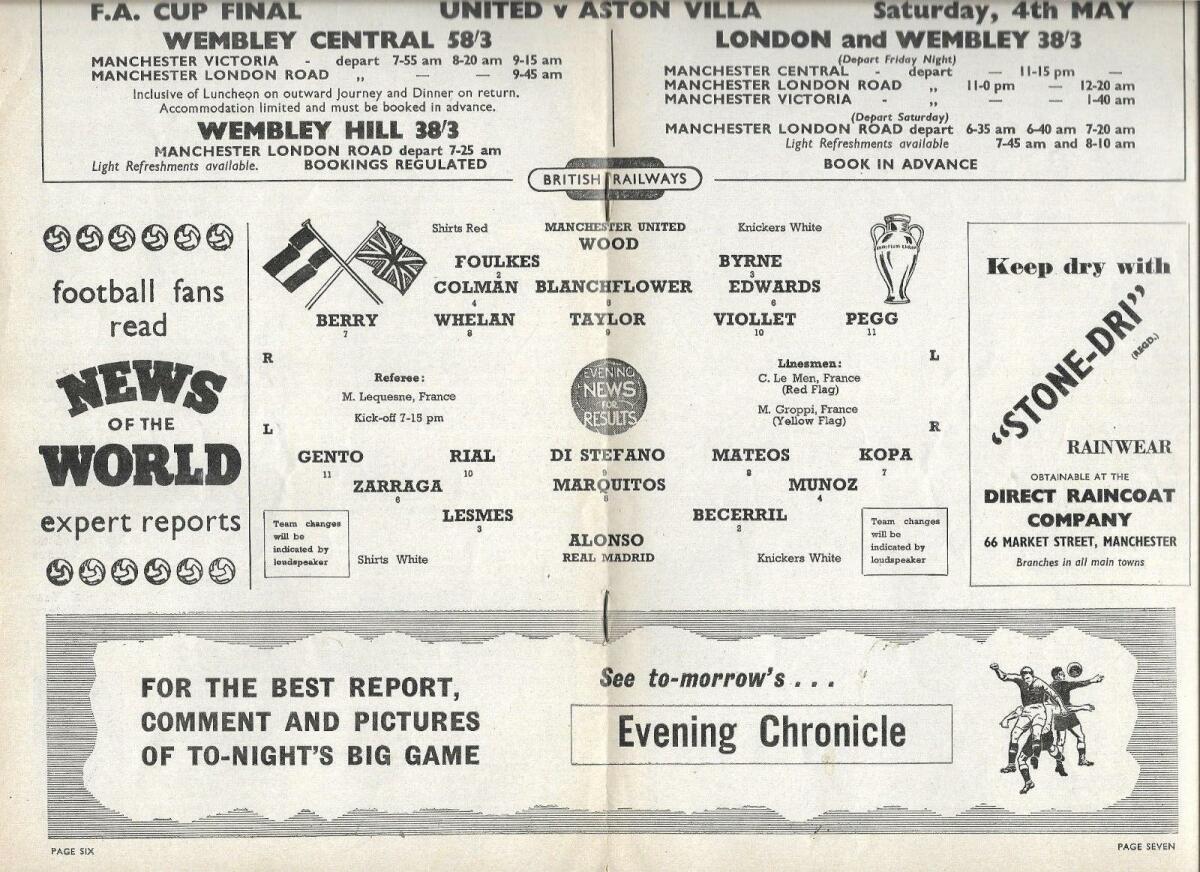 F.A. CUP FINAL UNITED v ASTON VILLA Saturday, 4th MAY
WEMBLEY CENTRAL 58/3
MANCHESTER VICTORIA - depart 7-55 am 8-20 am 9-15 am
MANCHESTER LONDON ROAD „ — — 9-45 am
Inclusive of Luncheon on outward Journey and Dinner on return.
Accommodation limited and must be booked in advance.
WEMBLEY HILL 38/3
MANCHESTER LONDON ROAD depart 7-25 am
Light Refreshments available. BOOKINGS REGULATED
LONDON and WEMBLEY 38/3
(Depart Friday Night)
MANCHESTER CENTRAL - depart — 11-15 pm —
MANCHESTER LONDON ROAD „ 11-0 pm — 12-20 am
MANCHESTER VICTORIA - „ — — 1-40 am
(Depart Saturday)
MANCHESTER LONDON ROAD depart 6-35 am 6-40 am 7-20 am
Light Refreshments available 7-45 am and 8-10 am
BOOK IN ADVANCE
BRITISH RAILWAYS
football fans
read
NEWS
OF THE
WORLD
expert reports
Shirts Red MANCHESTER UNITED Knickers White
WOOD
FOULKES BYRNE
2 3
COLMAN BLANCHFLOWER EDWARDS
4 5 6
BERRY WHELAN TAYLOR VIOLLET PEGG
7 8 9 10 11
R L
Referee:
M. Lequesne, France
Kick-off 7-15 pm
EVENING
NEWS
FOR
RESULTS
Linesmen:
C. Le Men, France
(Red Flag)
M. Groppi, France
(Yellow Flag)
L R
GENTO RIAL DI STEFANO MATEOS KOPA
11 10 9 8 7
ZARRAGA MARQUITOS MUNOZ
6 5 4
LESMES BECERRIL
3 2
ALONSO
Shirts White REAL MADRID Knickers White
Team changes
will be
indicated by
loudspeaker
Team changes
will be
indicated by
loudspeaker
Keep dry with
"STONE-DRI"
(REGD.)
RAINWEAR
OBTAINABLE AT THE
DIRECT RAINCOAT
COMPANY
66 MARKET STREET, MANCHESTER
Branches in all main towns
FOR THE BEST REPORT,
COMMENT AND PICTURES
OF TO-NIGHT'S BIG GAME
See to-morrow's . . .
Evening Chronicle
PAGE SIX
PAGE SEVEN